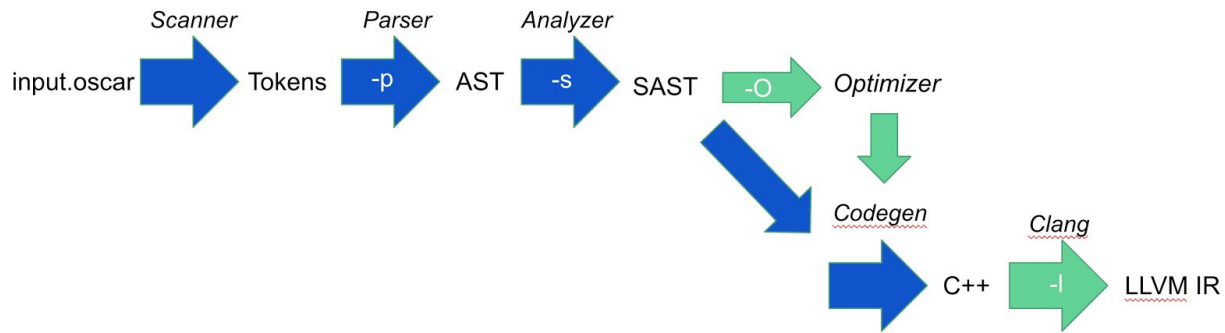 Scanner
Parser
Analyzer
input.oscar
Tokens
-p
AST
-s
SAST
-O
Optimizer
Codegen
Clang
C++
-l
LLVM IR